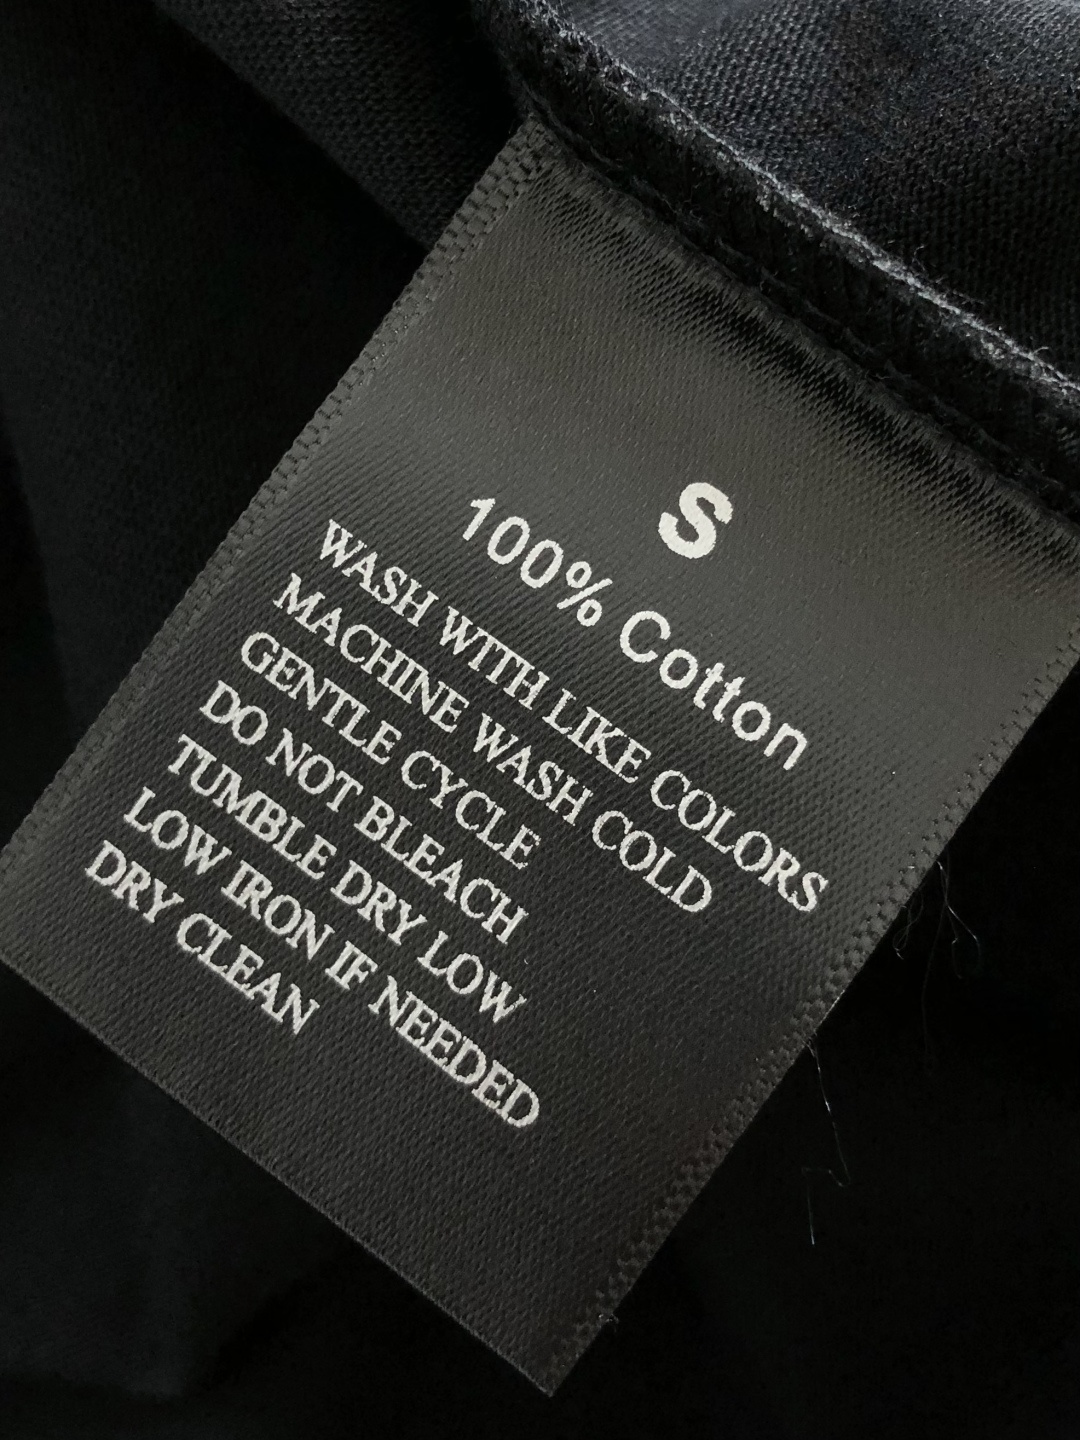 S
100% Cotton
WASH WITH LIKE COLORS
MACHINE WASH COLD
GENTLE CYCLE
DO NOT BLEACH
TUMBLE DRY LOW
LOW IRON IF NEEDED
DRY CLEAN